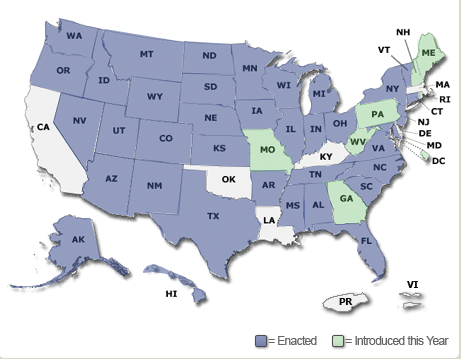 NH
WA
VT
ME
MT
ND
MN
OR
ID
WI
NY
MA
SD
MI
RI
WY
CT
IA
PA
NJ
NE
OH
DE
NV
IL
IN
MD
CA
UT
WV
CO
VA
DC
KS
MO
KY
NC
TN
AZ
OK
NM
AR
SC
MS
AL
GA
TX
LA
AK
FL
HI
VI
PR
= Enacted
= Introduced this Year